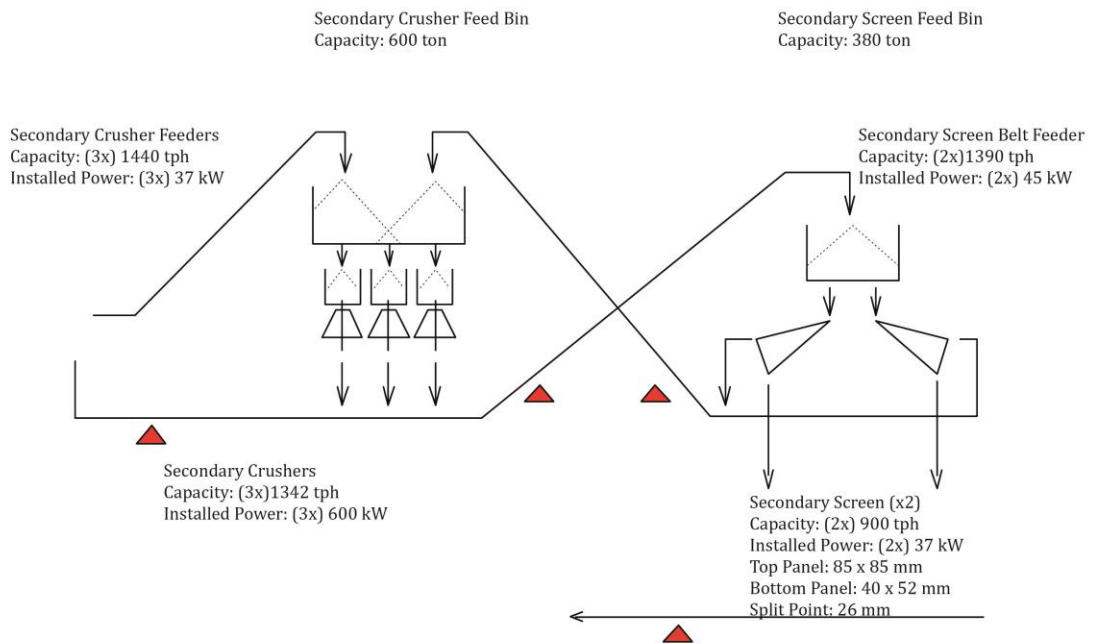 Secondary Crusher Feed Bin
Capacity: 600 ton
Secondary Screen Feed Bin
Capacity: 380 ton
Secondary Crusher Feeders
Capacity: (3x) 1440 tph
Installed Power: (3x) 37 kW
Secondary Screen Belt Feeder
Capacity: (2x)1390 tph
Installed Power: (2x) 45 kW
Secondary Crushers
Capacity: (3x)1342 tph
Installed Power: (3x) 600 kW
Secondary Screen (x2)
Capacity: (2x) 900 tph
Installed Power: (2x) 37 kW
Top Panel: 85 x 85 mm
Bottom Panel: 40 x 52 mm
Split Point: 26 mm